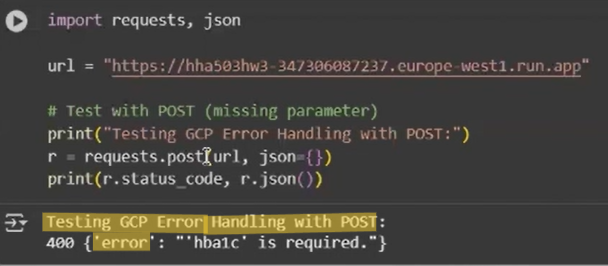 import requests, json
url = "https://hha503hw3-347306087237.europe-west1.run.app"
# Test with POST (missing parameter)
print("Testing GCP Error Handling with POST:")
r = requests.post(url, json={})
print(r.status_code, r.json())
Testing GCP Error Handling with POST:
400 {'error': "'hba1c' is required."}